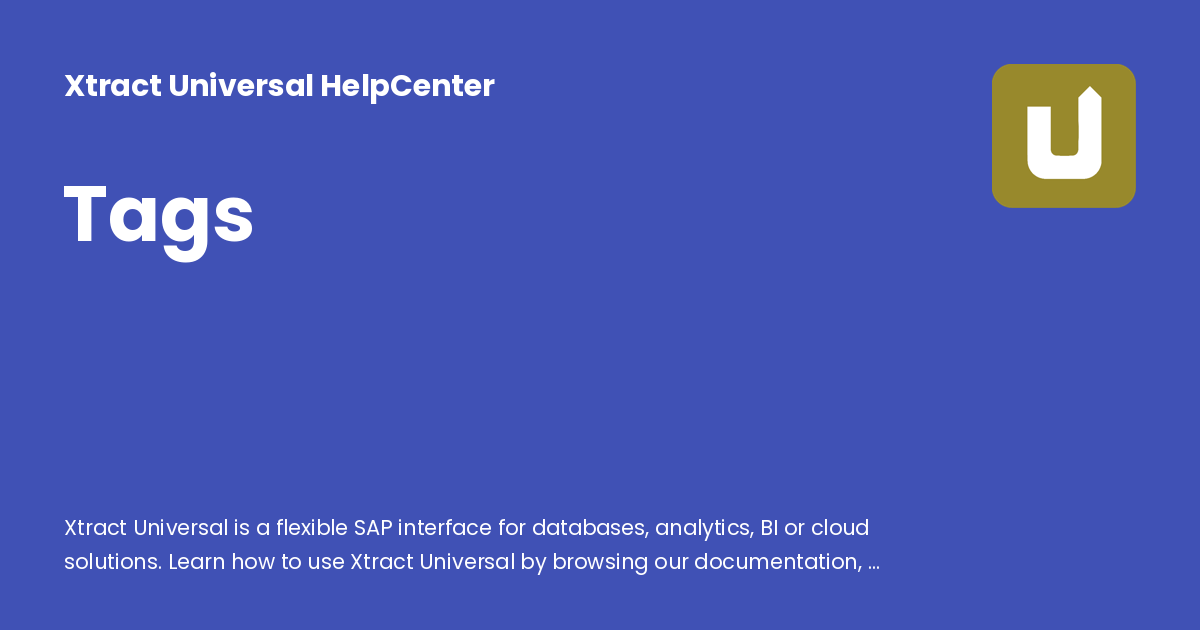 Xtract Universal HelpCenter
Tags
Xtract Universal is a flexible SAP interface for databases, analytics, BI or cloud
solutions. Learn how to use Xtract Universal by browsing our documentation, ...